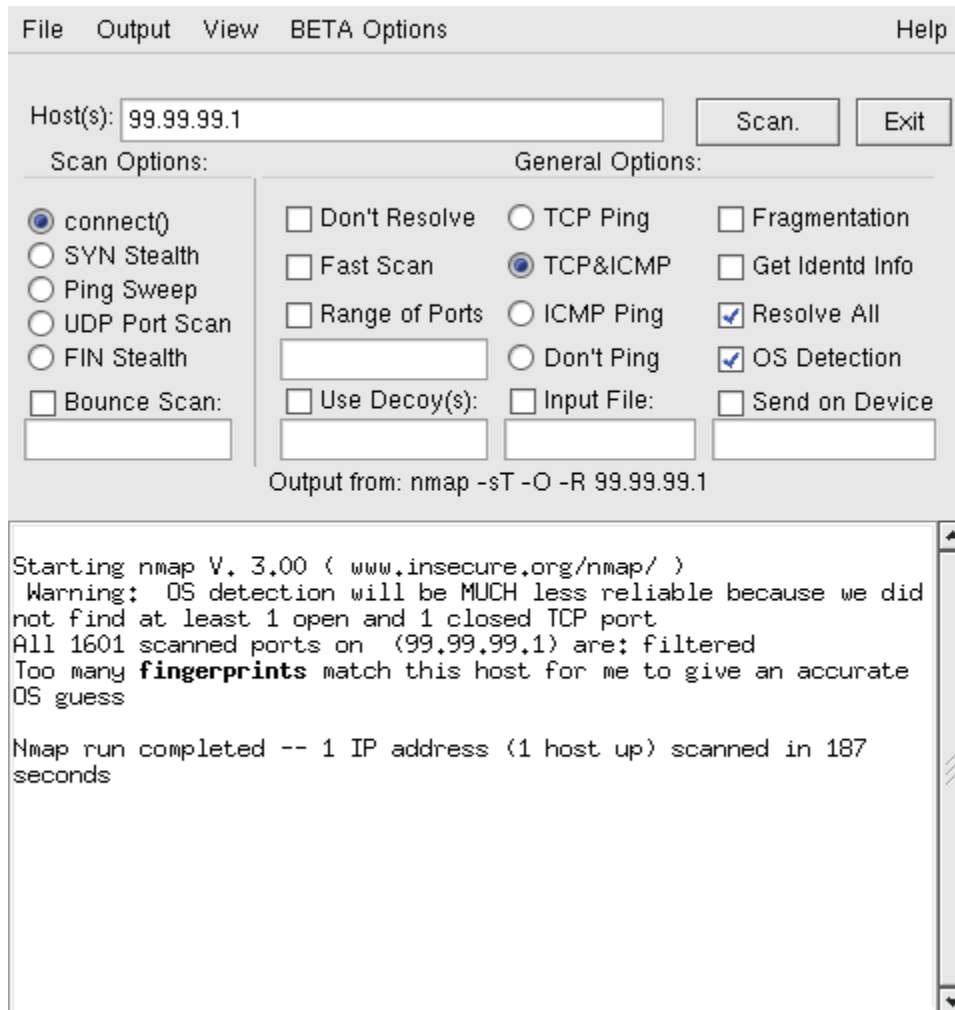 File Output View BETA Options Help
Host(s): 99.99.99.1 Scan. Exit
Scan Options: General Options:
connect() Don't Resolve TCP Ping Fragmentation
SYN Stealth Fast Scan TCP&ICMP Get Identd Info
Ping Sweep Range of Ports ICMP Ping Resolve All
UDP Port Scan Don't Ping OS Detection
FIN Stealth
Bounce Scan: Use Decoy(s): Input File: Send on Device
Output from: nmap -sT -O -R 99.99.99.1
Starting nmap V. 3.00 ( www.insecure.org/nmap/ )
Warning: OS detection will be MUCH less reliable because we did
not find at least 1 open and 1 closed TCP port
All 1601 scanned ports on (99.99.99.1) are: filtered
Too many fingerprints match this host for me to give an accurate
OS guess
Nmap run completed -- 1 IP address (1 host up) scanned in 187
seconds